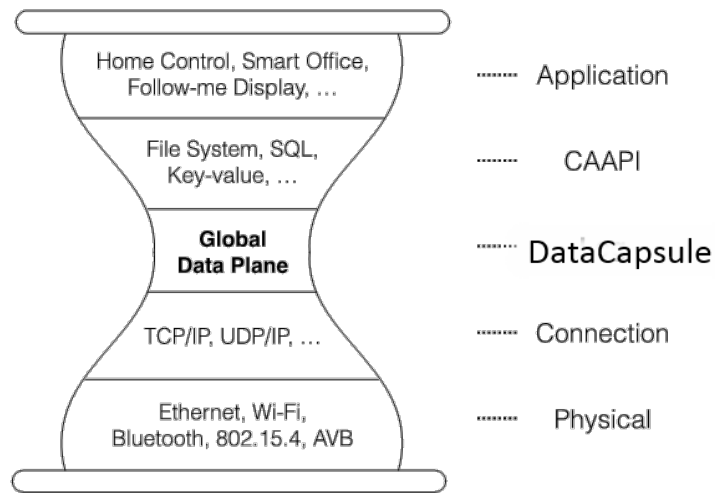 Home Control, Smart Office,
Follow-me Display, ...
Application
File System, SQL,
Key-value, ...
CAAPI
Global
Data Plane
DataCapsule
TCP/IP, UDP/IP, ...
Connection
Ethernet, Wi-Fi,
Bluetooth, 802.15.4, AVB
Physical